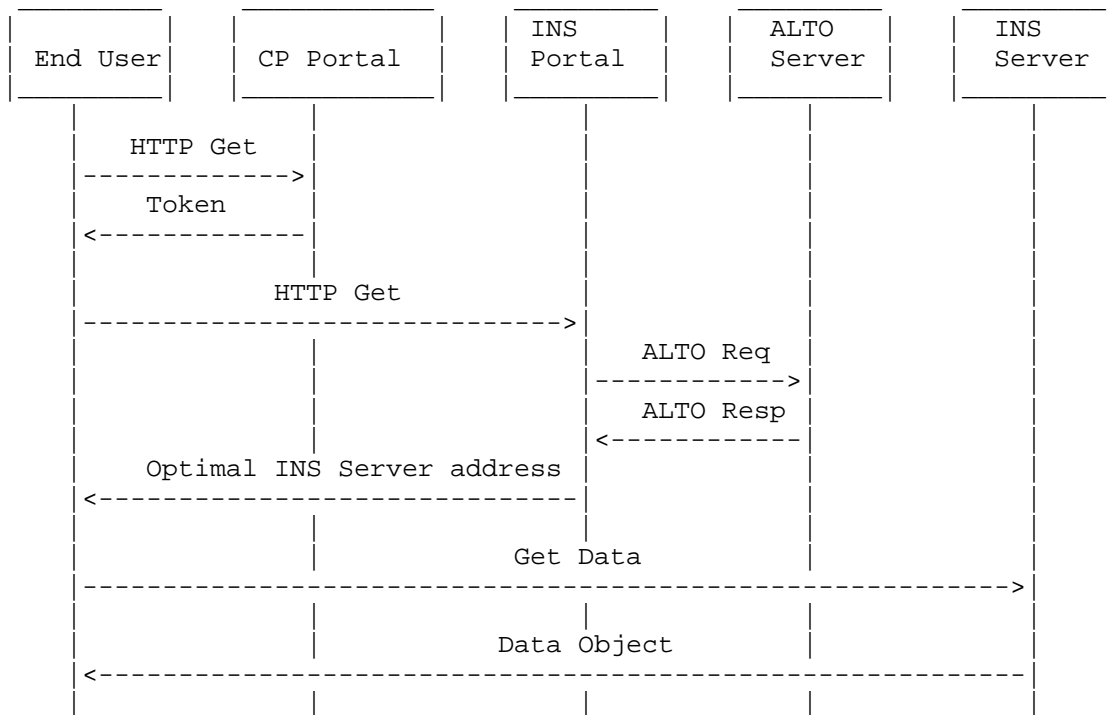 INS ALTO INS
End User CP Portal Portal Server Server
HTTP Get
Token
HTTP Get
ALTO Req
ALTO Resp
Optimal INS Server address
Get Data
Data Object